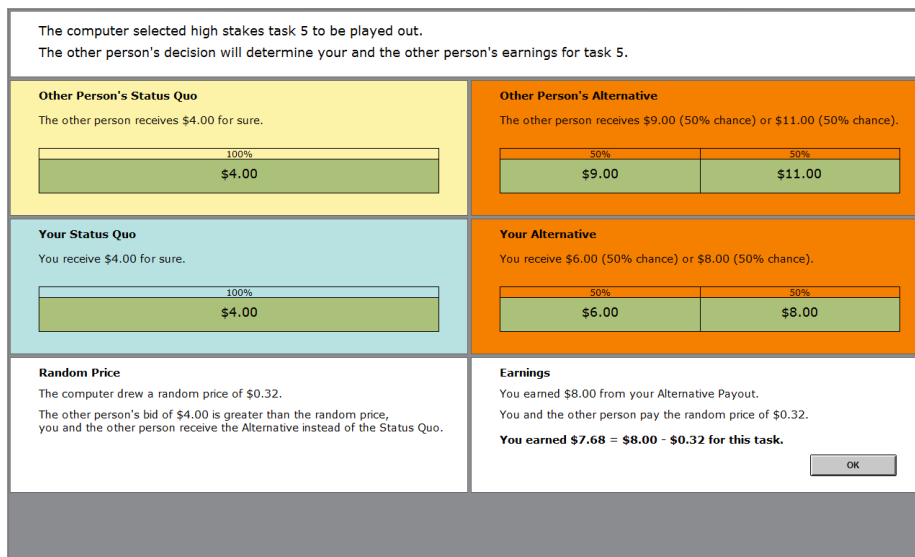 The computer selected high stakes task 5 to be played out.
The other person's decision will determine your and the other person's earnings for task 5.
Other Person's Status Quo
The other person receives $4.00 for sure.
100%
$4.00
Other Person's Alternative
The other person receives $9.00 (50% chance) or $11.00 (50% chance).
50% 50%
$9.00 $11.00
Your Status Quo
You receive $4.00 for sure.
100%
$4.00
Your Alternative
You receive $6.00 (50% chance) or $8.00 (50% chance).
50% 50%
$6.00 $8.00
Random Price
The computer drew a random price of $0.32.
The other person's bid of $4.00 is greater than the random price,
you and the other person receive the Alternative instead of the Status Quo.
Earnings
You earned $8.00 from your Alternative Payout.
You and the other person pay the random price of $0.32.
You earned $7.68 = $8.00 - $0.32 for this task.
OK